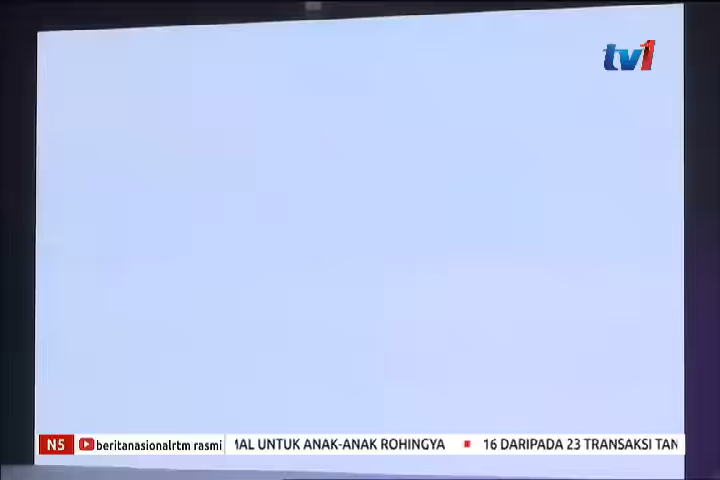 tv1
N5 beritanasionalrtm rasmi UNTUK ANAK-ANAK ROHINGYA 16 DARIPADA 23 TRANSAKSI